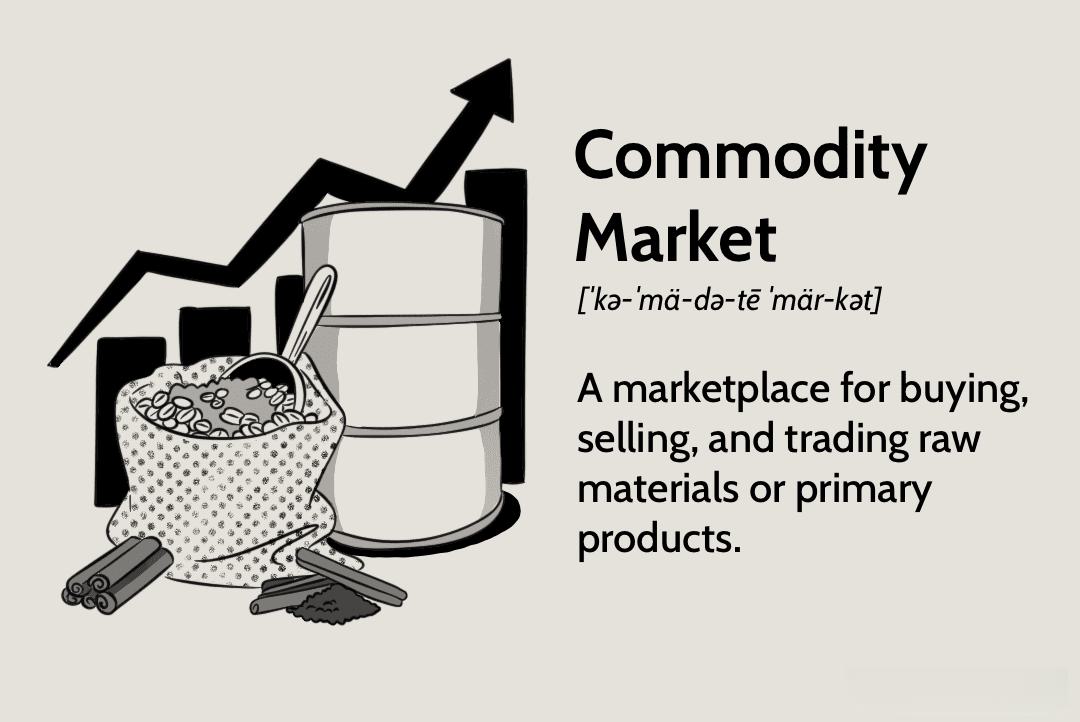 Commodity
Market
[ˈkə-ˈmä-də-tē ˈmär-kət]
A marketplace for buying,
selling, and trading raw
materials or primary
products.